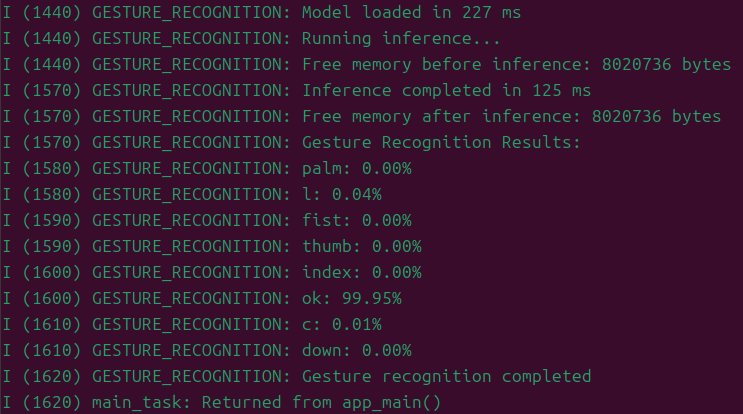 I (1440) GESTURE_RECOGNITION: Model loaded in 227 ms
I (1440) GESTURE_RECOGNITION: Running inference...
I (1440) GESTURE_RECOGNITION: Free memory before inference: 8020736 bytes
I (1570) GESTURE_RECOGNITION: Inference completed in 125 ms
I (1570) GESTURE_RECOGNITION: Free memory after inference: 8020736 bytes
I (1570) GESTURE_RECOGNITION: Gesture Recognition Results:
I (1580) GESTURE_RECOGNITION: palm: 0.00%
I (1580) GESTURE_RECOGNITION: l: 0.04%
I (1590) GESTURE_RECOGNITION: fist: 0.00%
I (1590) GESTURE_RECOGNITION: thumb: 0.00%
I (1600) GESTURE_RECOGNITION: index: 0.00%
I (1600) GESTURE_RECOGNITION: ok: 99.95%
I (1610) GESTURE_RECOGNITION: c: 0.01%
I (1610) GESTURE_RECOGNITION: down: 0.00%
I (1620) GESTURE_RECOGNITION: Gesture recognition completed
I (1620) main_task: Returned from app_main()